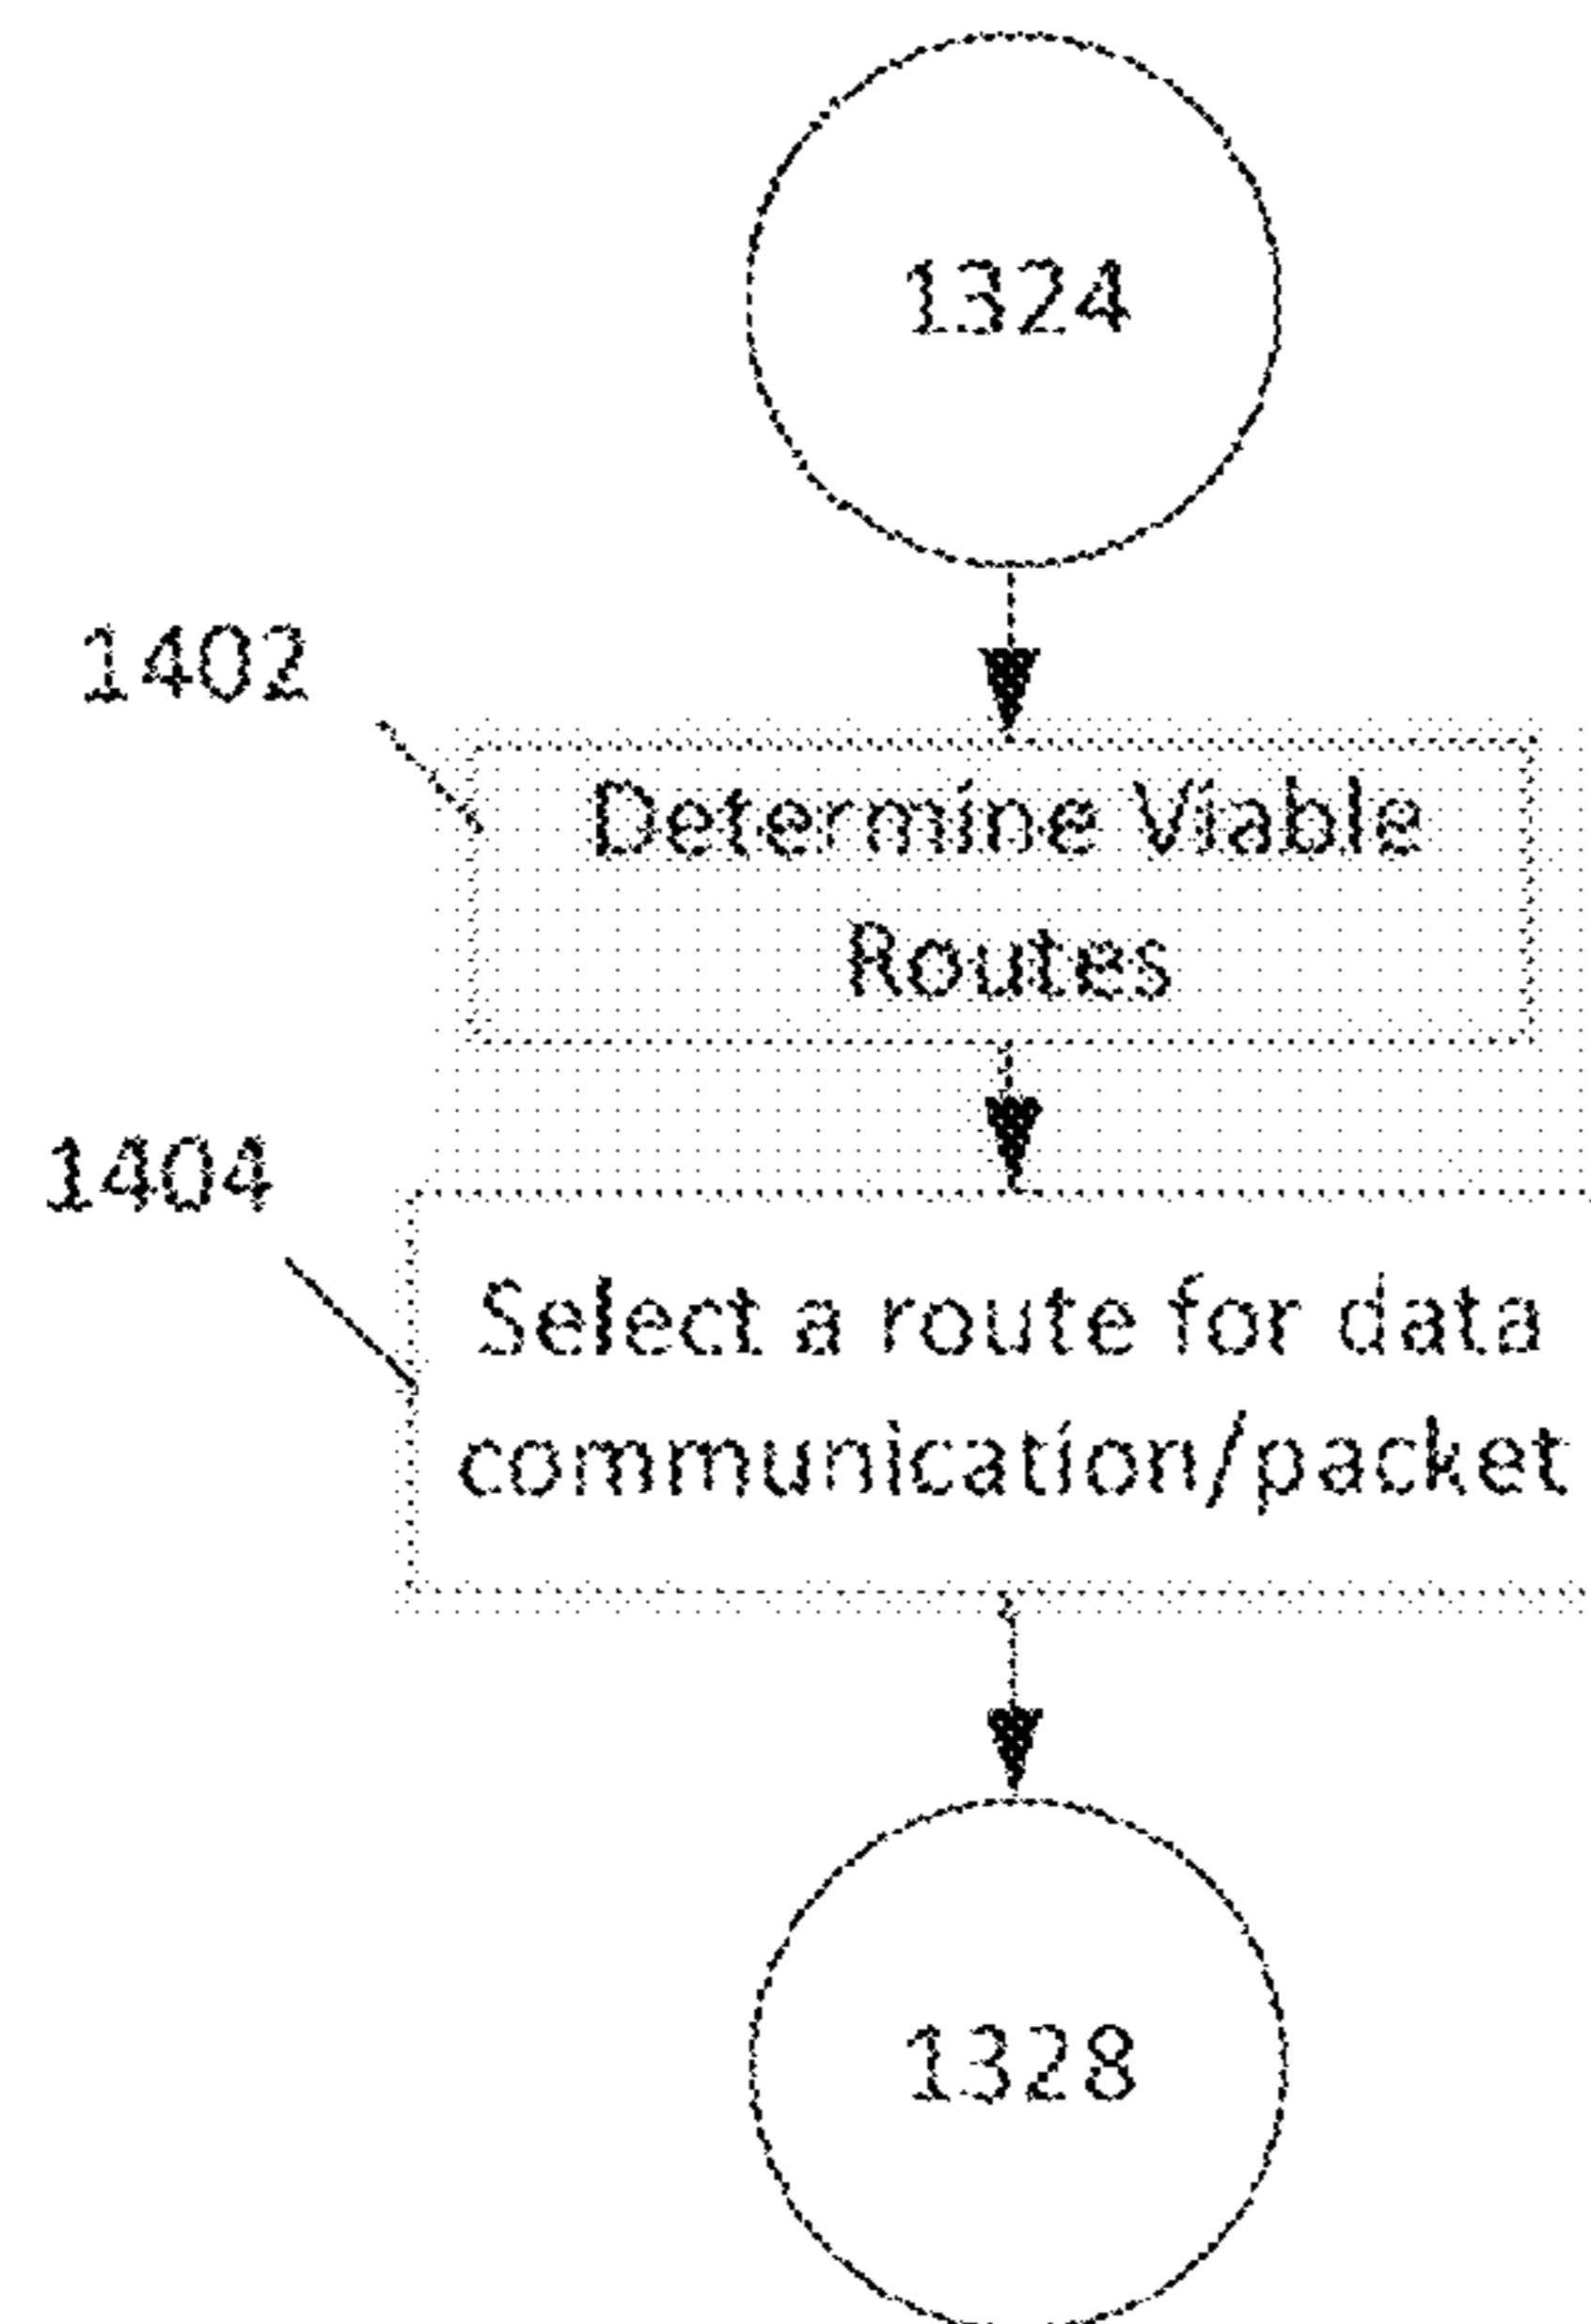 1324
1402
Determine Viable
Routes
1404
Select a route for data
communication/packet
1328